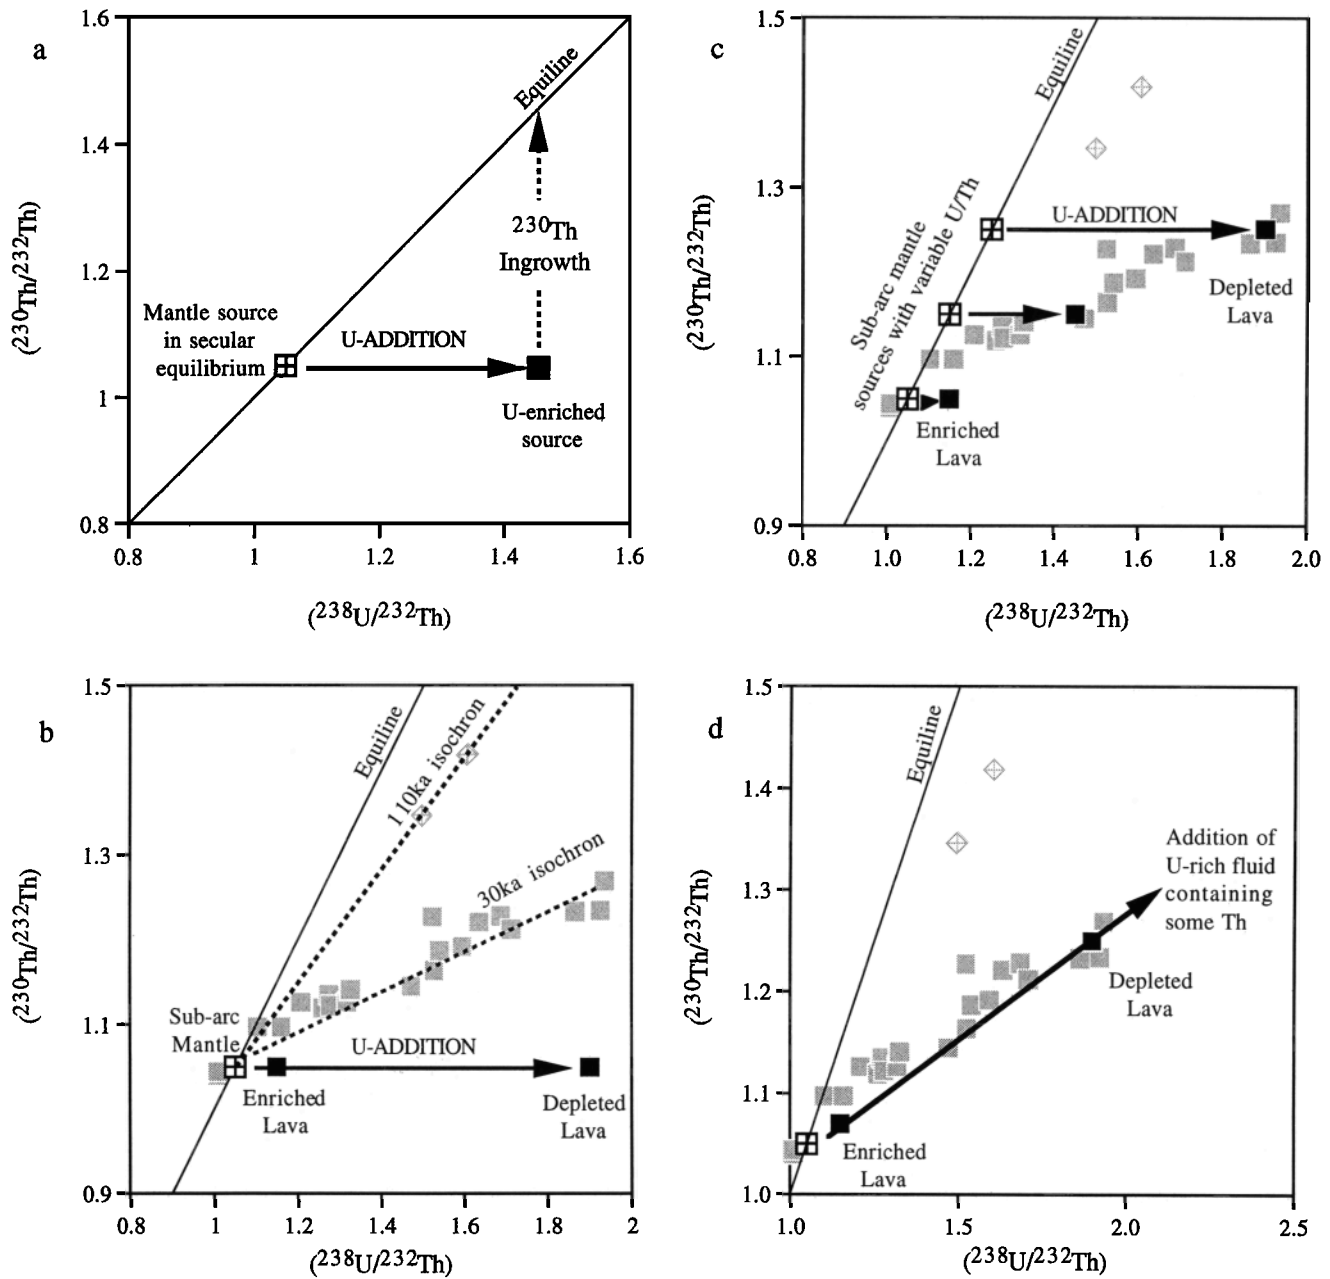 a
1.6
1.4
1.2
1
0.8
0.8
1
1.2
1.4
1.6
(230Th/232Th)
(238U/232Th)
Equiline
230Th
Ingrowth
Mantle source
in secular
equilibrium
U-ADDITION
U-enriched
source
c
1.5
1.3
1.1
0.9
0.8
1.0
1.2
1.4
1.6
1.8
2.0
(230Th/232Th)
(238U/232Th)
Equiline
Sub-arc mantle
sources with variable U/Th
U-ADDITION
Depleted
Lava
Enriched
Lava
b
1.5
1.3
1.1
0.9
0.8
1
1.2
1.4
1.6
1.8
2
(230Th/232Th)
(238U/232Th)
Equiline
110ka isochron
30ka isochron
Sub-arc
Mantle
U-ADDITION
Enriched
Lava
Depleted
Lava
d
1.5
1.4
1.3
1.2
1.1
1.0
1.0
1.5
2.0
2.5
(230Th/232Th)
(238U/232Th)
Equiline
Addition of
U-rich fluid
containing
some Th
Depleted
Lava
Enriched
Lava